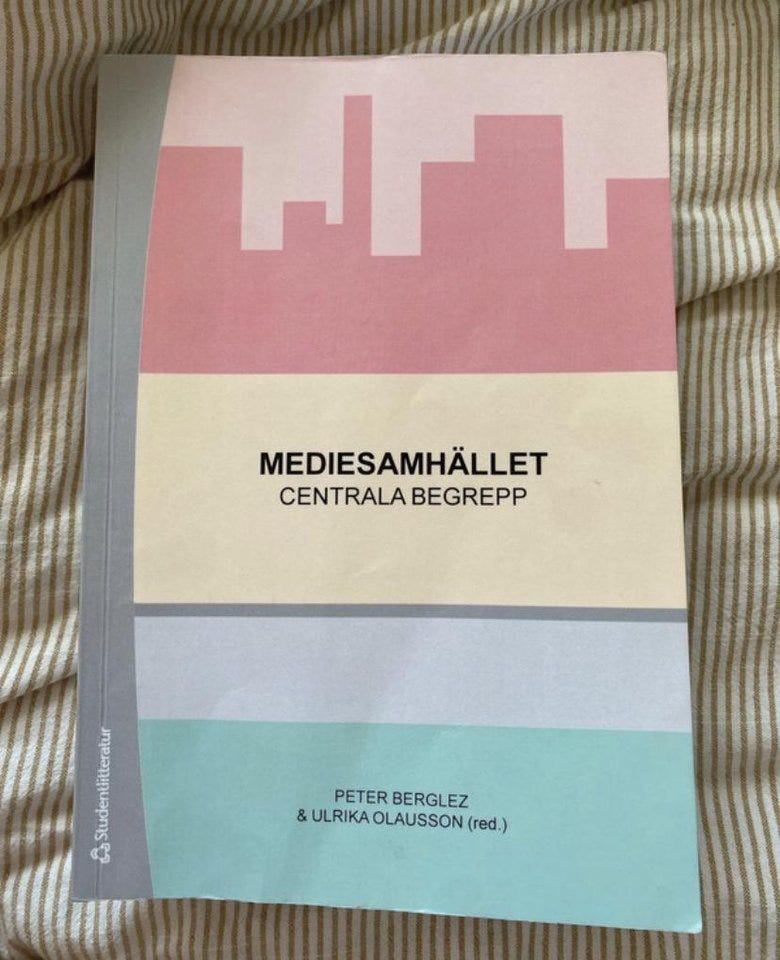 MEDIESAMHÄLLET
CENTRALA BEGREPP
PETER BERGLEZ
& ULRIKA OLAUSSON (red.)
Studentlitteratur